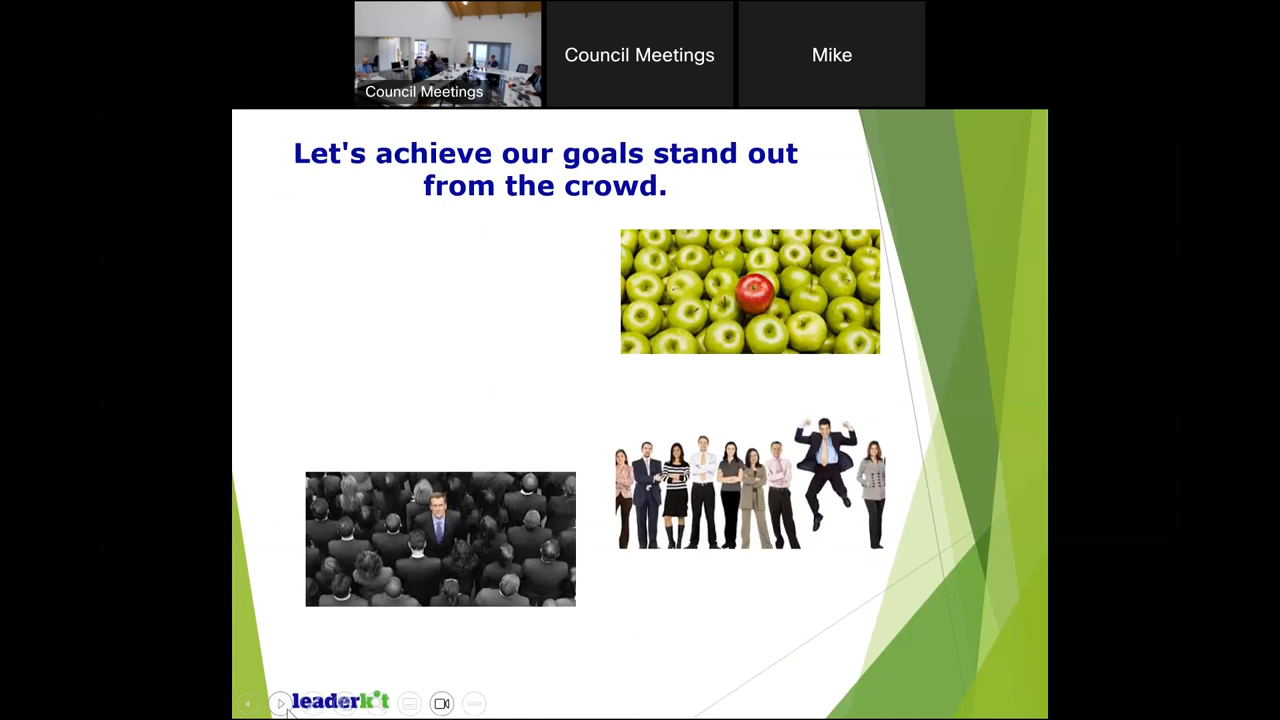 Council Meetings
Council Meetings
Mike
Let's achieve our goals stand out
from the crowd.
leaderkit